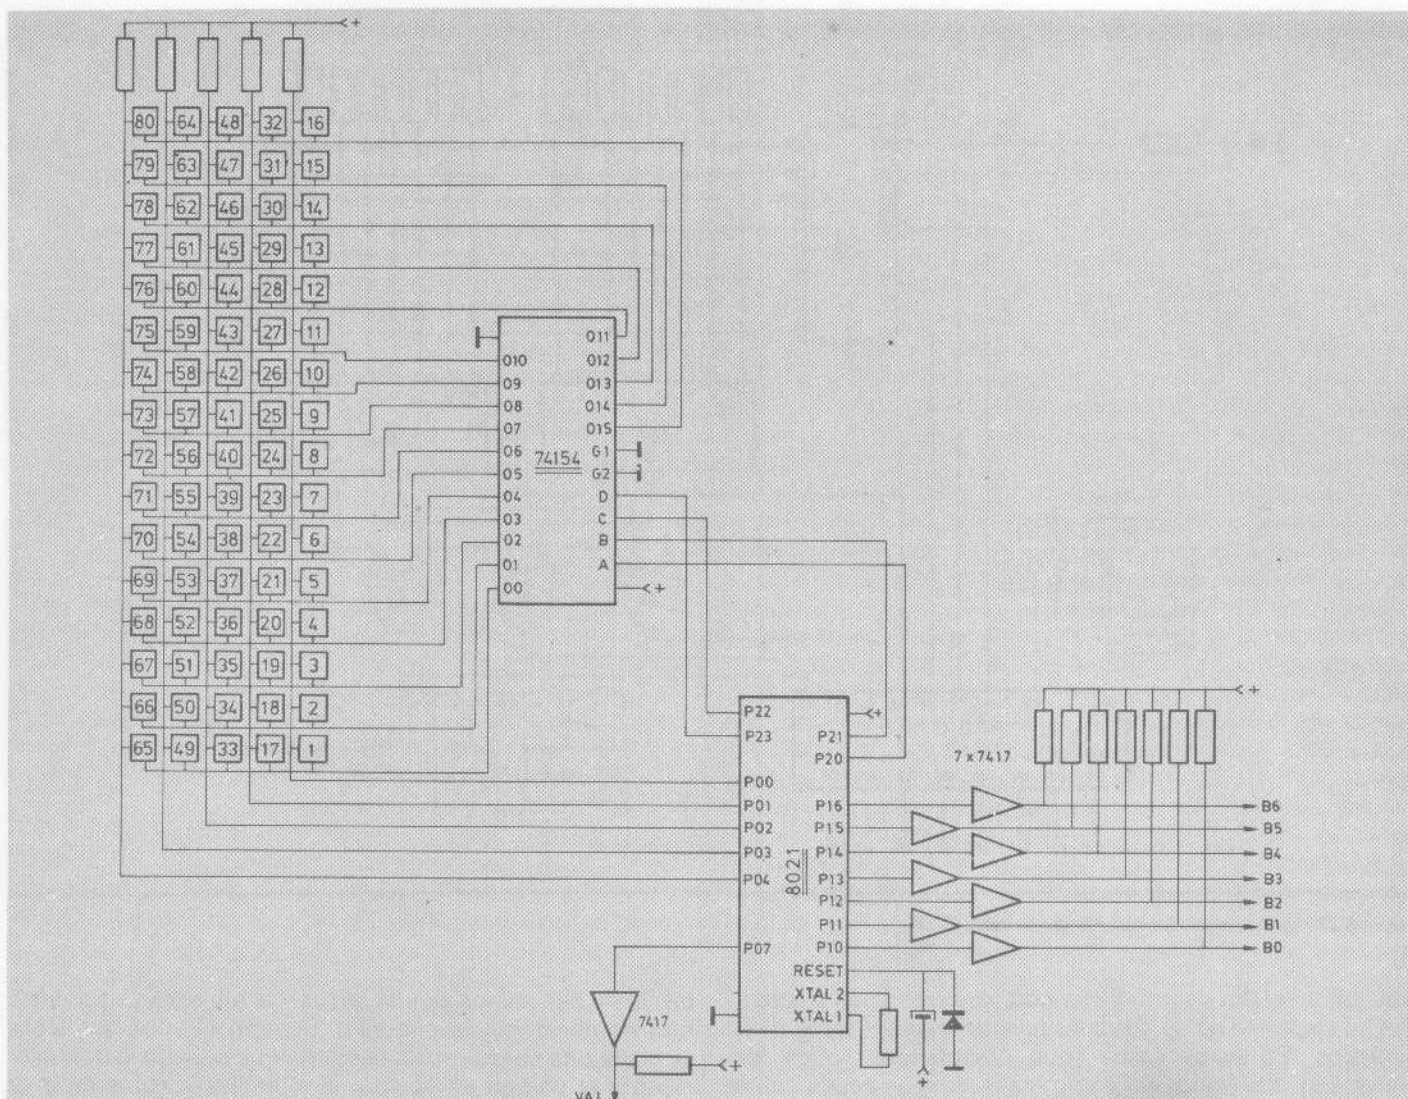 +
80 64 48 32 16
79 63 47 31 15
78 62 46 30 14
77 61 45 29 13
76 60 44 28 12
75 59 43 27 11
74 58 42 26 10
73 57 41 25 9
72 56 40 24 8
71 55 39 23 7
70 54 38 22 6
69 53 37 21 5
68 52 36 20 4
67 51 35 19 3
66 50 34 18 2
65 49 33 17 1
O11
O10 O12
O9 O13
O8 O14
O7 O15
O6 74154 G1
O5 G2
O4 D
O3 C
O2 B
O1 A
O0 +
P22 +
P23 P21
P20
P00
P01 P16
P02 P15
P03 P14
P04 P13
P12
P11
P07 P10
8021
RESET
XTAL 2
XTAL 1
+
7 x 7417
+
B6
B5
B4
B3
B2
B1
B0
7417
+
VAL